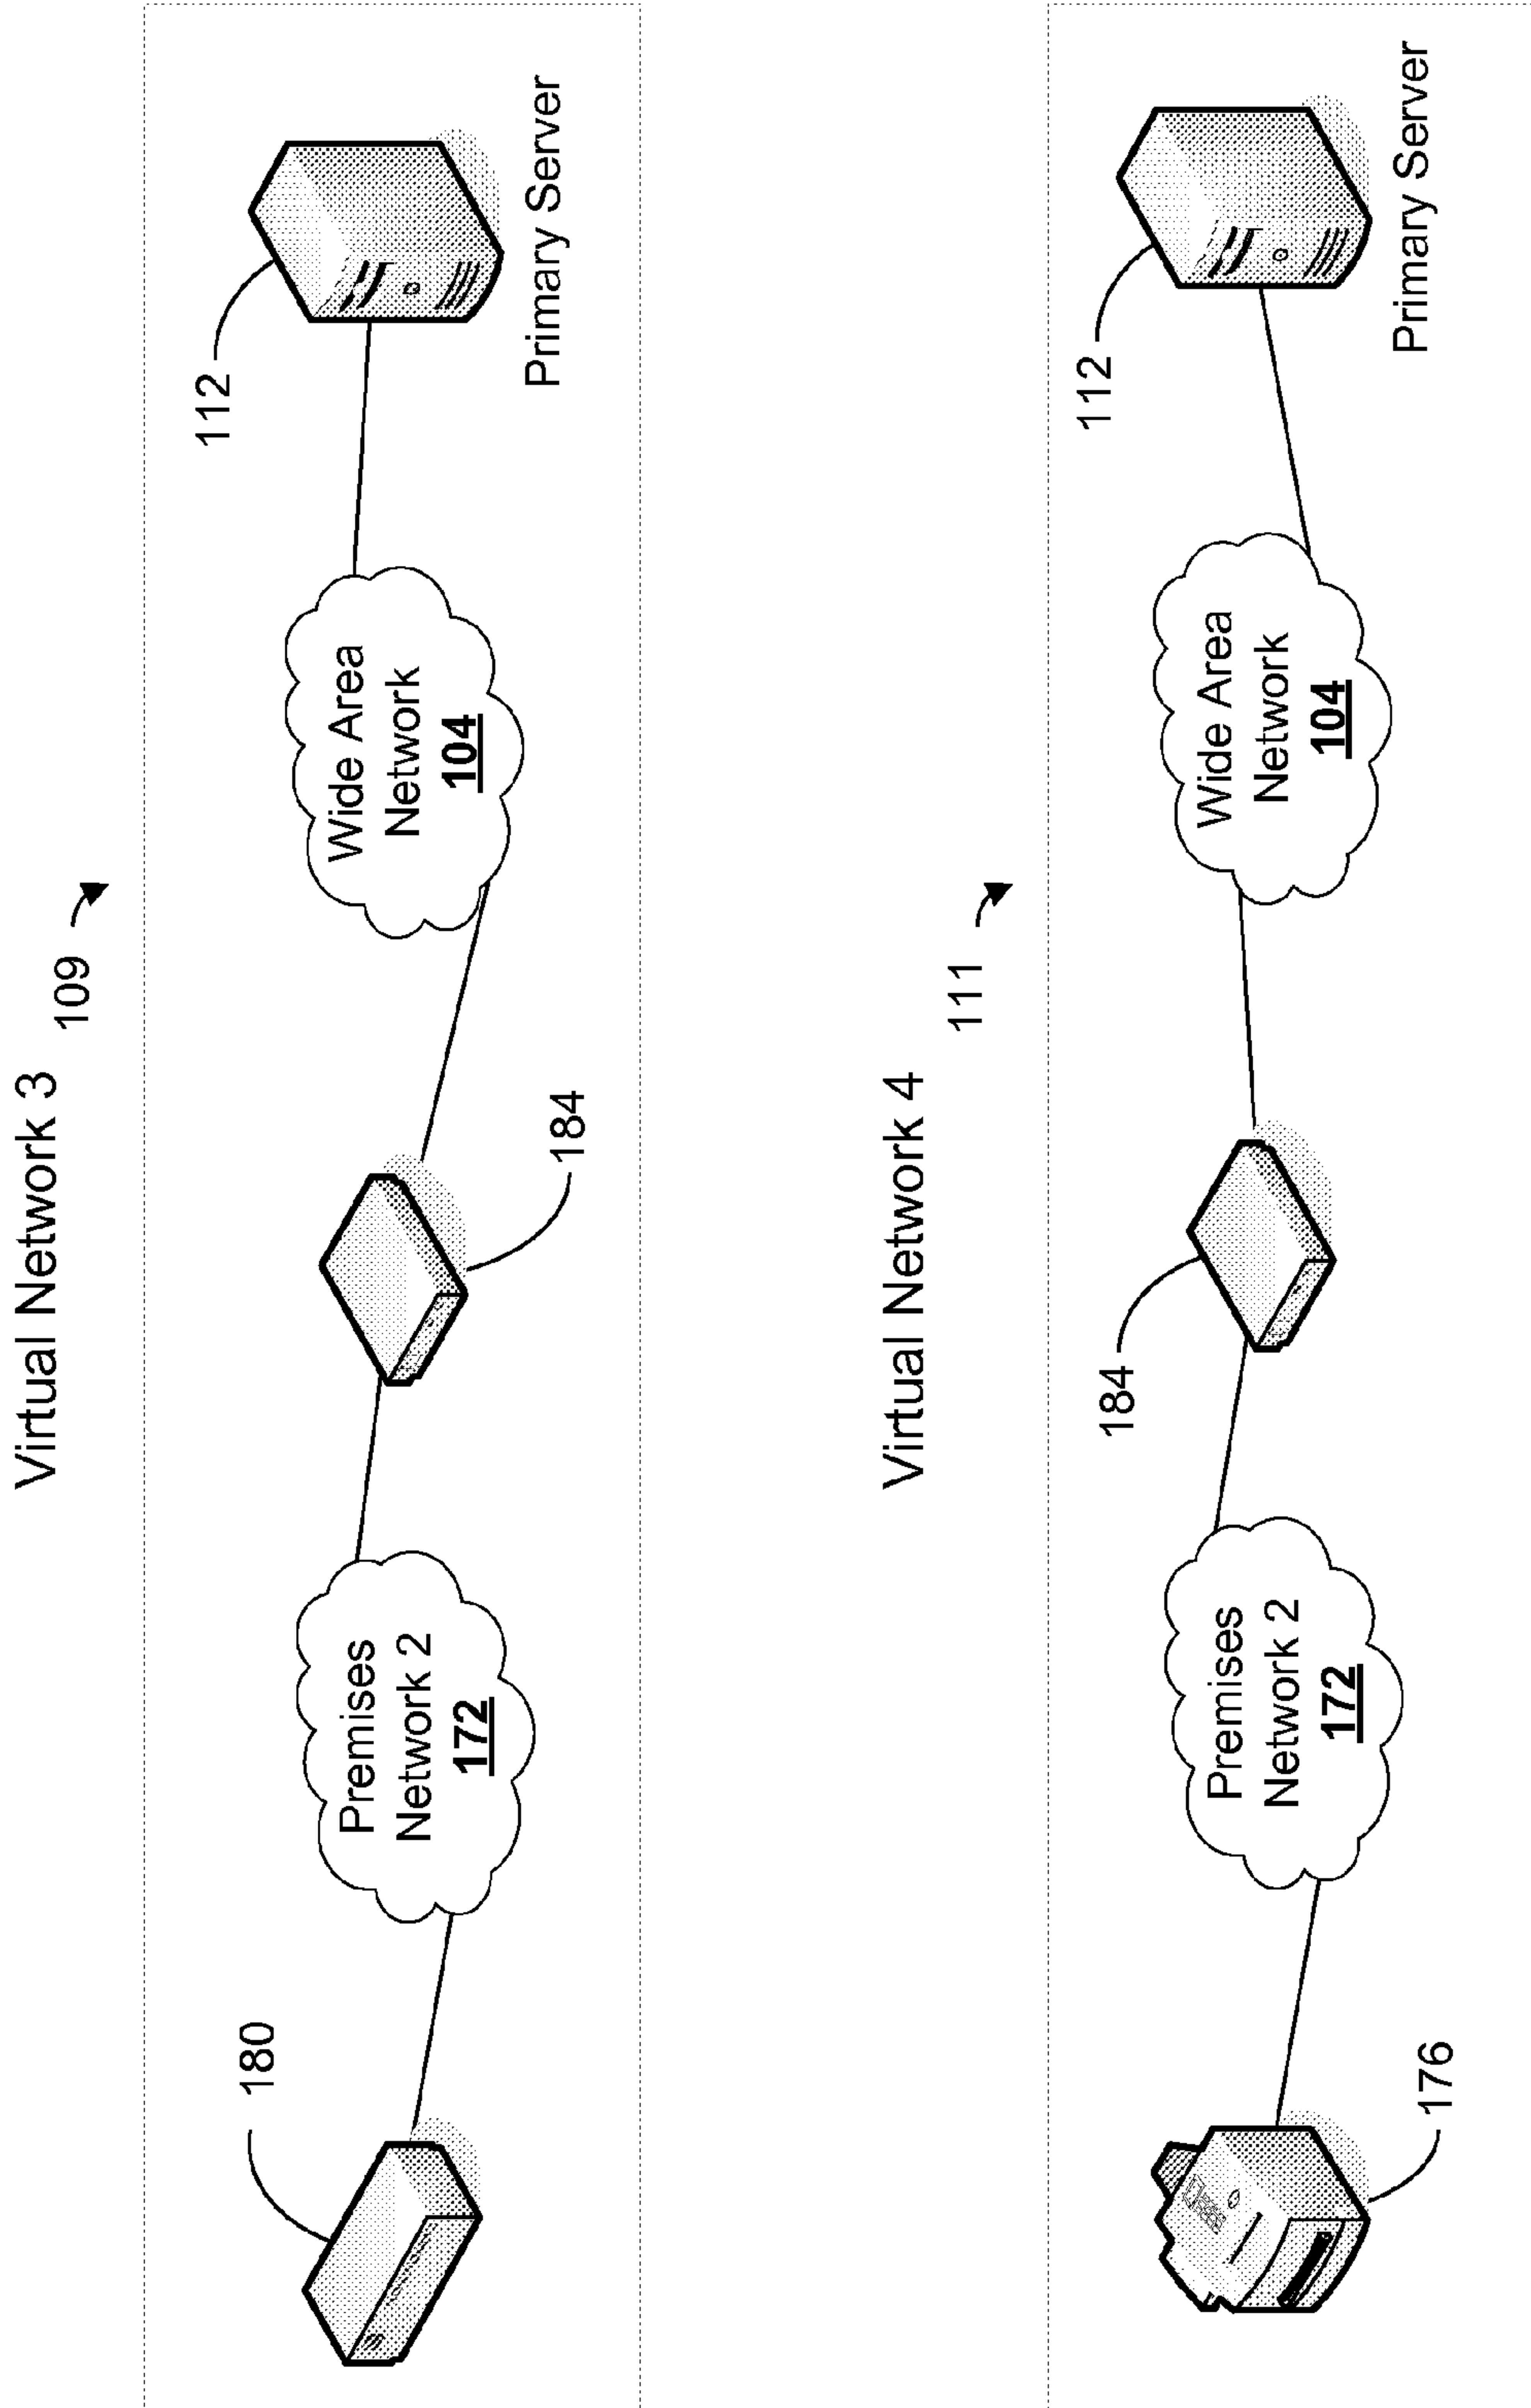 Virtual Network 3
109
180
Premises
Network 2
172
184
Wide Area
Network
104
112
Primary Server
Virtual Network 4
111
176
Premises
Network 2
172
184
Wide Area
Network
104
112
Primary Server